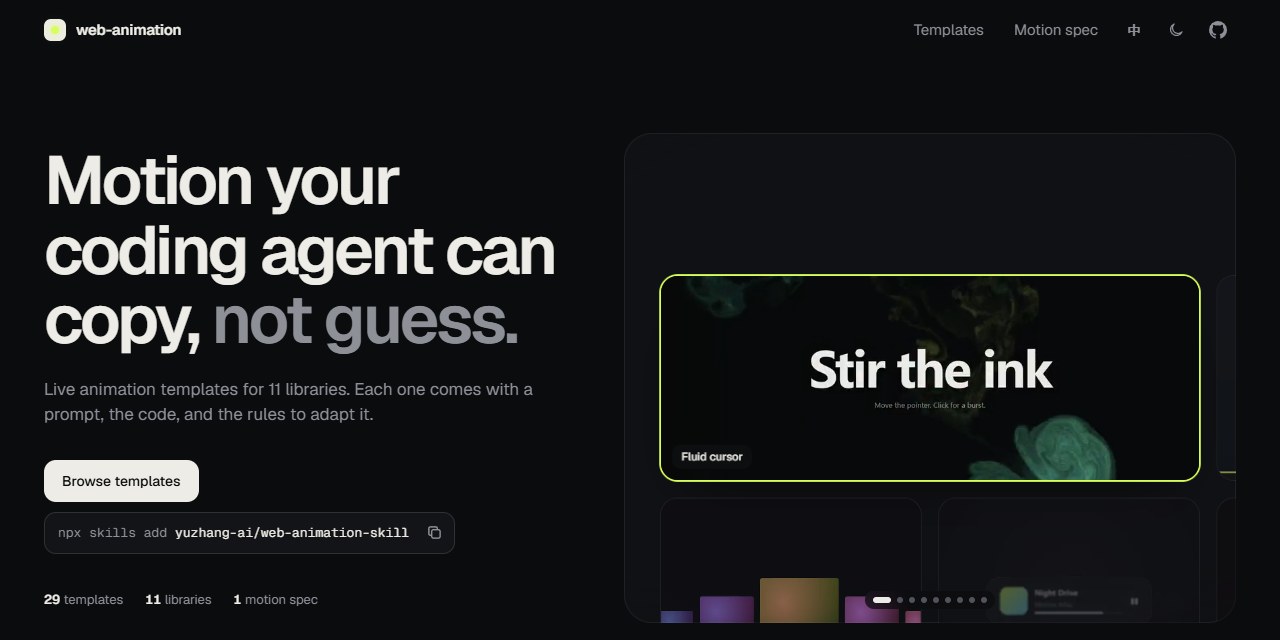 web-animation
Templates
Motion spec
中
Motion your
coding agent can
copy, not guess.
Live animation templates for 11 libraries. Each one comes with a
prompt, the code, and the rules to adapt it.
Browse templates
npx skills add yuzhang-ai/web-animation-skill
29 templates
11 libraries
1 motion spec
Stir the ink
Move the pointer. Click for a burst.
Fluid cursor
Night Drive